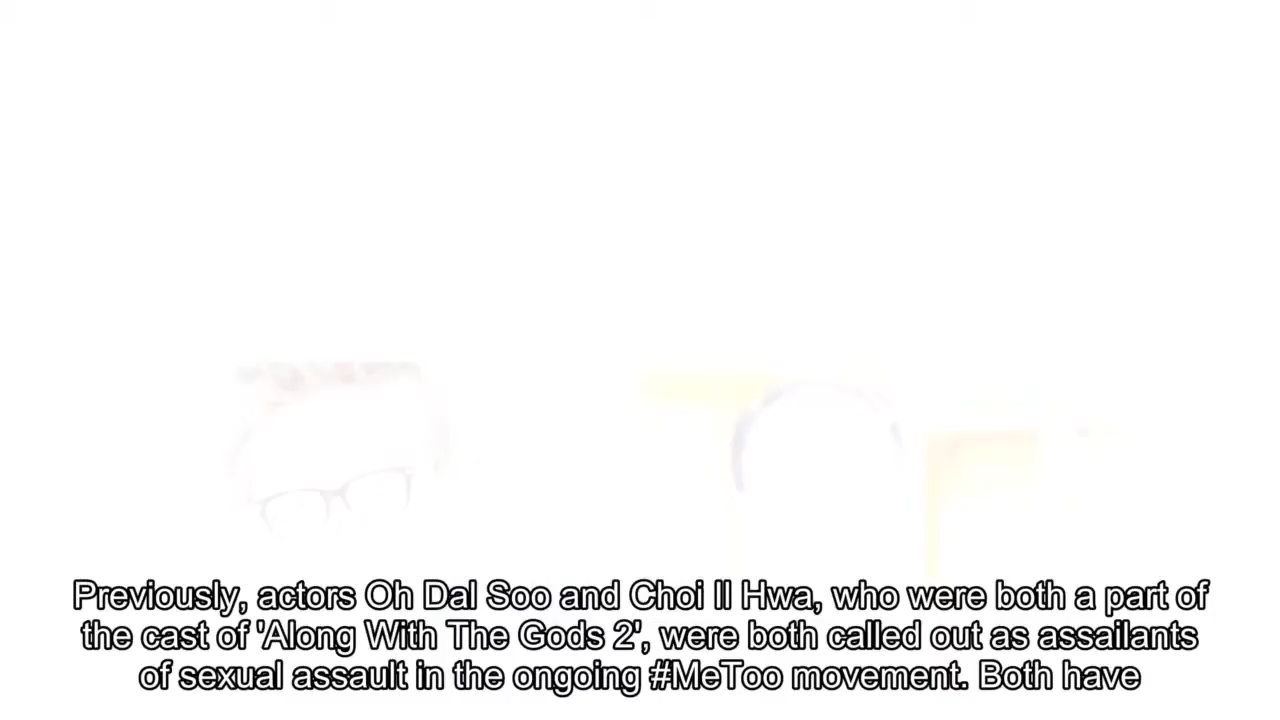 Previously, actors Oh Dal Soo and Choi Il Hwa, who were both a part of
the cast of 'Along With The Gods 2', were both called out as assailants
of sexual assault in the ongoing #MeToo movement. Both have